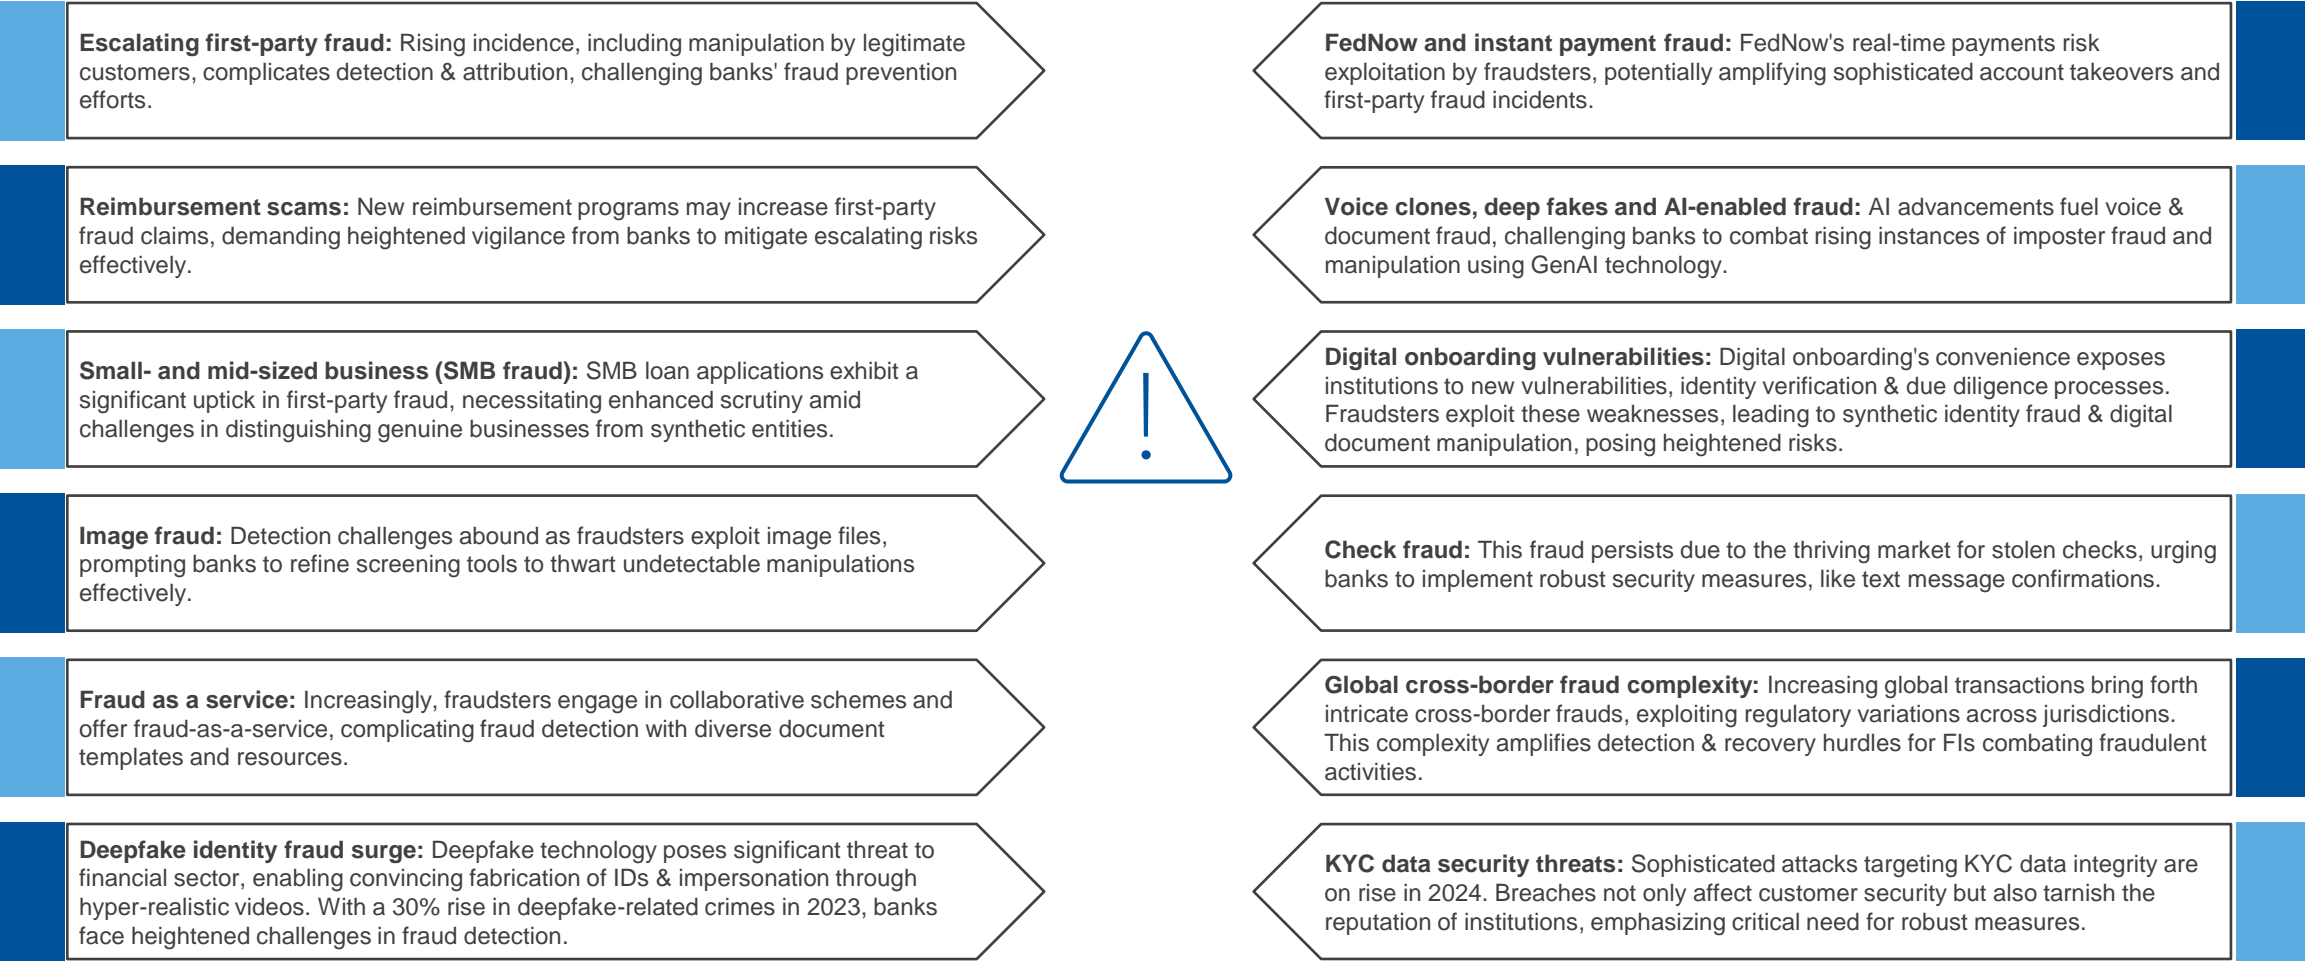 Escalating first-party fraud: Rising incidence, including manipulation by legitimate
customers, complicates detection & attribution, challenging banks' fraud prevention
efforts.
Reimbursement scams: New reimbursement programs may increase first-party
fraud claims, demanding heightened vigilance from banks to mitigate escalating risks
effectively.
Small- and mid-sized business (SMB fraud): SMB loan applications exhibit a
significant uptick in first-party fraud, necessitating enhanced scrutiny amid
challenges in distinguishing genuine businesses from synthetic entities.
Image fraud: Detection challenges abound as fraudsters exploit image files,
prompting banks to refine screening tools to thwart undetectable manipulations
effectively.
Fraud as a service: Increasingly, fraudsters engage in collaborative schemes and
offer fraud-as-a-service, complicating fraud detection with diverse document
templates and resources.
Deepfake identity fraud surge: Deepfake technology poses significant threat to
financial sector, enabling convincing fabrication of IDs & impersonation through
hyper-realistic videos. With a 30% rise in deepfake-related crimes in 2023, banks
face heightened challenges in fraud detection.
FedNow and instant payment fraud: FedNow's real-time payments risk
exploitation by fraudsters, potentially amplifying sophisticated account takeovers and
first-party fraud incidents.
Voice clones, deep fakes and AI-enabled fraud: AI advancements fuel voice &
document fraud, challenging banks to combat rising instances of imposter fraud and
manipulation using GenAI technology.
Digital onboarding vulnerabilities: Digital onboarding's convenience exposes
institutions to new vulnerabilities, identity verification & due diligence processes.
Fraudsters exploit these weaknesses, leading to synthetic identity fraud & digital
document manipulation, posing heightened risks.
Check fraud: This fraud persists due to the thriving market for stolen checks, urging
banks to implement robust security measures, like text message confirmations.
Global cross-border fraud complexity: Increasing global transactions bring forth
intricate cross-border frauds, exploiting regulatory variations across jurisdictions.
This complexity amplifies detection & recovery hurdles for FIs combating fraudulent
activities.
KYC data security threats: Sophisticated attacks targeting KYC data integrity are
on rise in 2024. Breaches not only affect customer security but also tarnish the
reputation of institutions, emphasizing critical need for robust measures.